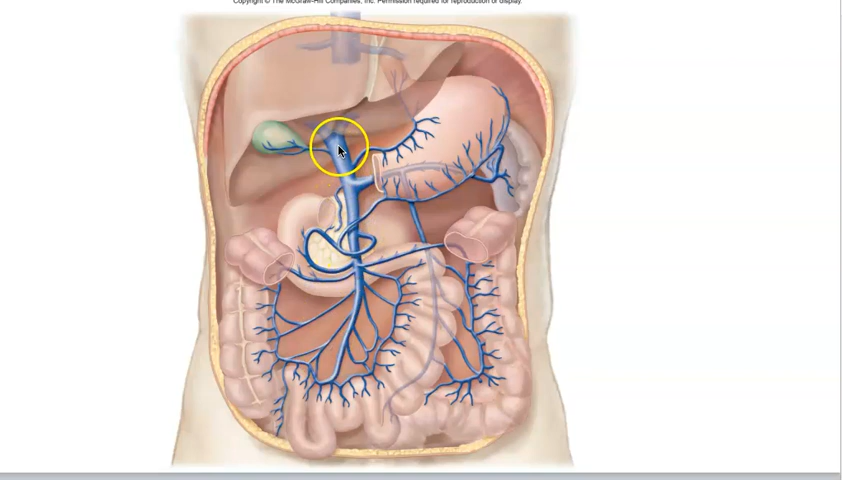 Copyright © The McGraw-Hill Companies, Inc. Permission required for reproduction or display.